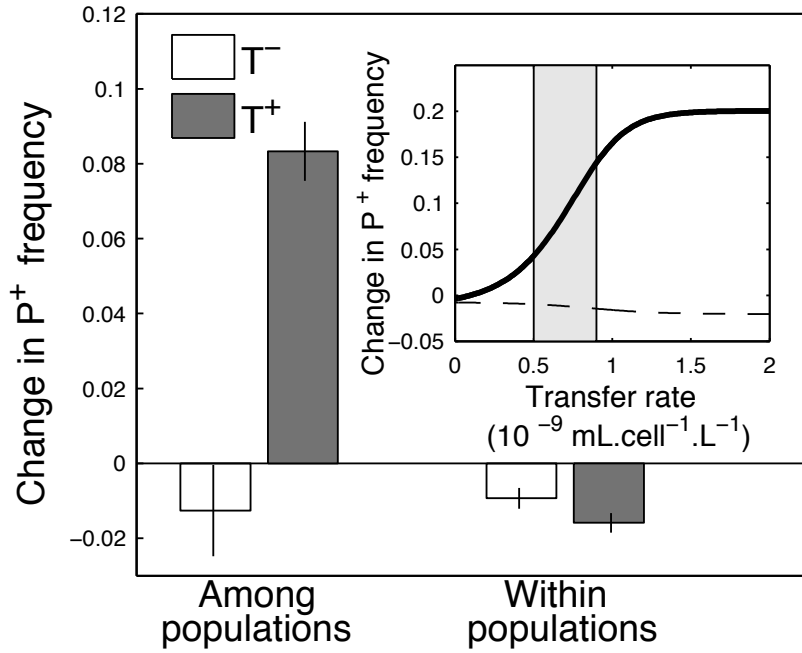 Change in P⁺ frequency
0.12
0.1
0.08
0.06
0.04
0.02
0
−0.02
T⁻
T⁺
Among
populations
Within
populations
Change in P⁺ frequency
0.2
0.15
0.1
0.05
0
−0.05
0 0.5 1 1.5 2
Transfer rate
(10⁻⁹ mL.cell⁻¹.L⁻¹)